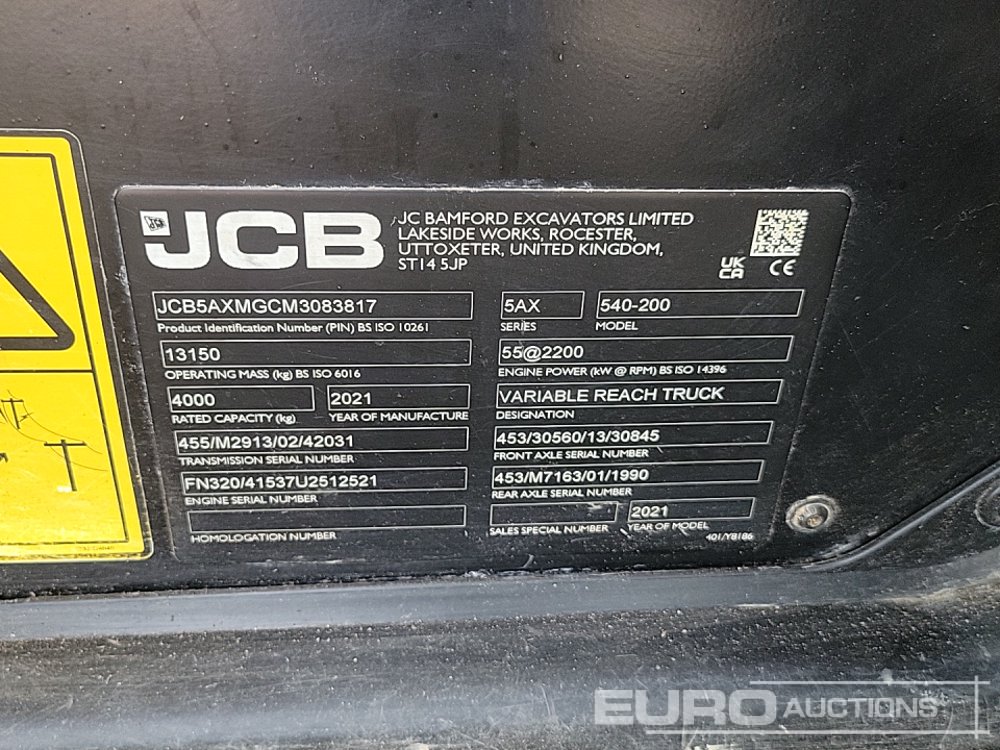 JCB
JC BAMFORD EXCAVATORS LIMITED
LAKESIDE WORKS, ROCESTER,
UTTOXETER, UNITED KINGDOM,
ST14 5JP
UK
CA
CE
JCB5AXMGCM3083817
Product Identification Number (PIN) BS ISO 10261
5AX
SERIES
540-200
MODEL
13150
OPERATING MASS (kg) BS ISO 6016
55@2200
ENGINE POWER (kW @ RPM) BS ISO 14396
4000
RATED CAPACITY (kg)
2021
YEAR OF MANUFACTURE
VARIABLE REACH TRUCK
DESIGNATION
455/M2913/02/42031
TRANSMISSION SERIAL NUMBER
453/30560/13/30845
FRONT AXLE SERIAL NUMBER
FN320/41537U2512521
ENGINE SERIAL NUMBER
453/M7163/01/1990
REAR AXLE SERIAL NUMBER
HOMOLOGATION NUMBER
SALES SPECIAL NUMBER
2021
YEAR OF MODEL
401/Y8186
EURO
AUCTIONS